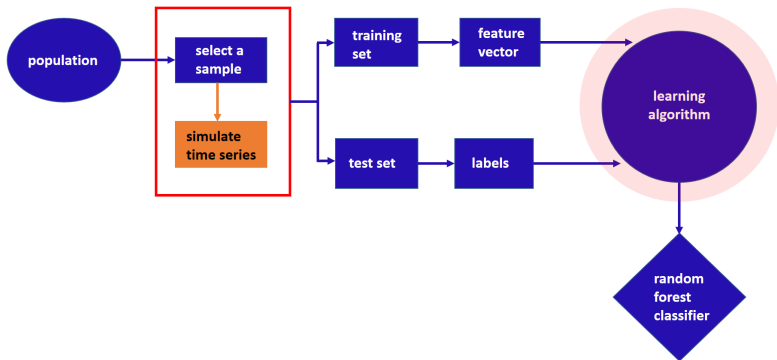 population
select a
sample
simulate
time series
training
set
feature
vector
test set
labels
learning
algorithm
random
forest
classifier